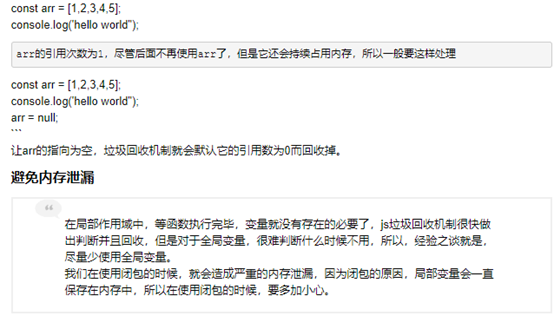 const arr = [1,2,3,4,5];
console.log('hello world");
arr的引用次数为1，尽管后面不再使用arr了，但是它还会持续占用内存，所以一般要这样处理
const arr = [1,2,3,4,5];
console.log('hello world");
arr = null;
```
让arr的指向为空，垃圾回收机制就会默认它的引用数为0而回收掉。
避免内存泄漏
在局部作用域中，等函数执行完毕，变量就没有存在的必要了，js垃圾回收机制很快做
出判断并且回收，但是对于全局变量，很难判断什么时候不用，所以，经验之谈就是，
尽量少使用全局变量。
我们在使用闭包的时候，就会造成严重的内存泄漏，因为闭包的原因，局部变量会一直
保存在内存中，所以在使用闭包的时候，要多加小心。